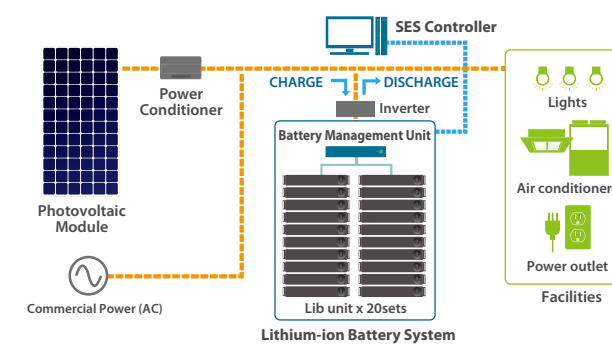 SES Controller
Power
Conditioner
CHARGE
DISCHARGE
Inverter
Battery Management Unit
Lights
Air conditioner
Power outlet
Facilities
Photovoltaic
Module
Commercial Power (AC)
Lib unit x 20sets
Lithium-ion Battery System